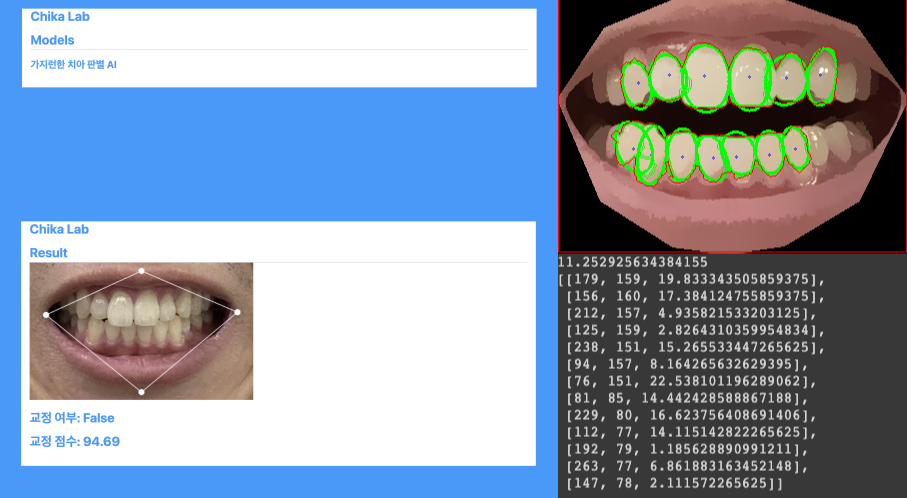 Chika Lab
Models
가지런한 치아 판별 AI
Chika Lab
Result
교정 여부: False
교정 점수: 94.69
11.252925634384155
[[179, 159, 19.833343505859375],
[156, 160, 17.384124755859375],
[212, 157, 4.935821533203125],
[125, 159, 2.8264310359954834],
[238, 151, 15.265533447265625],
[94, 157, 8.164265632629395],
[76, 151, 22.538101196289062],
[81, 85, 14.442428588867188],
[229, 80, 16.623756408691406],
[112, 77, 14.115142822265625],
[192, 79, 1.185628890991211],
[263, 77, 6.861883163452148],
[147, 78, 2.111572265625]]